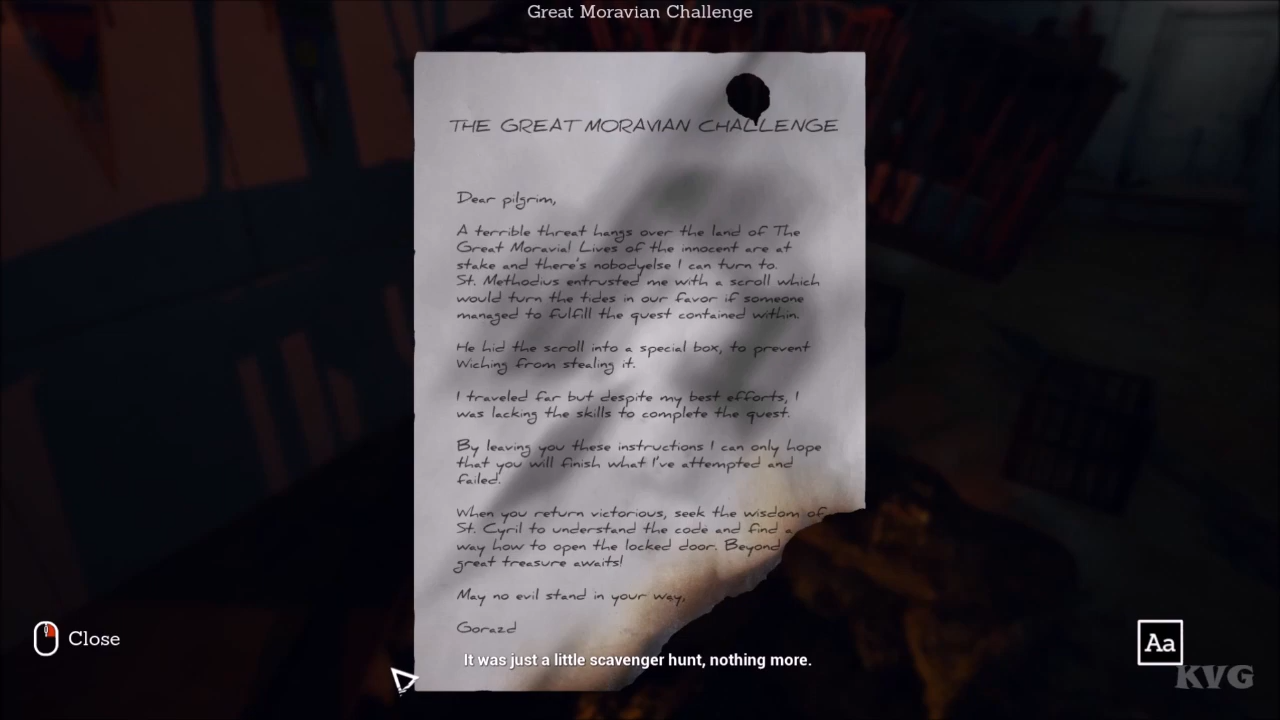 Great Moravian Challenge
THE GREAT MORAVIAN CHALLENGE
Dear pilgrim,
A terrible threat hangs over the land of The
Great Moravia! Lives of the innocent are at
stake and there's nobodyelse I can turn to.
St. Methodius entrusted me with a scroll which
would turn the tides in our favor if someone
managed to fulfill the quest contained within.
He hid the scroll into a special box, to prevent
Wiching from stealing it.
I traveled far but despite my best efforts, I
was lacking the skills to complete the quest.
By leaving you these instructions I can only hope
that you will finish what I've attempted and
failed.
When you return victorious, seek the wisdom of
St. Cyril to understand the code and find a
way how to open the locked door. Beyond
great treasure awaits!
May no evil stand in your way,
Gorazd
It was just a little scavenger hunt, nothing more.
Close
Aa
KVG